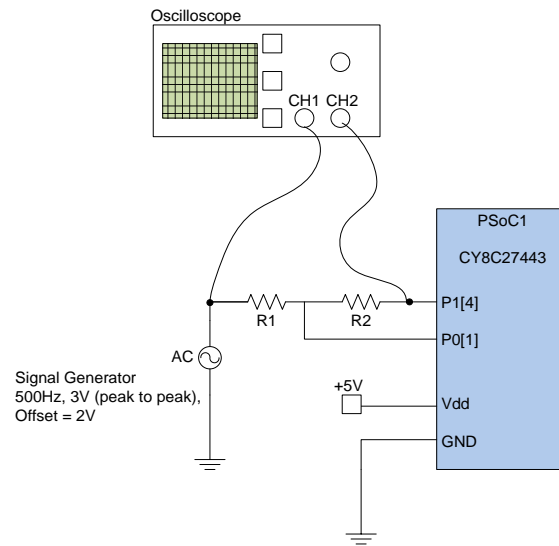 Oscilloscope
CH1 CH2
PSoC1
CY8C27443
P1[4]
R1 R2
P0[1]
AC
Signal Generator
500Hz, 3V (peak to peak),
Offset = 2V
+5V
Vdd
GND